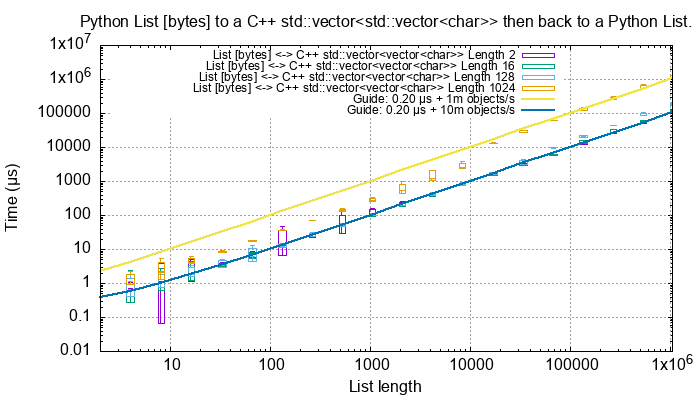 Python List [bytes] to a C++ std::vector<std::vector<char>> then back to a Python List.
1x10^7
1x10^6
100000
10000
1000
100
10
1
0.1
0.01
Time (µs)
List [bytes] <-> C++ std::vector<vector<char>> Length 2
List [bytes] <-> C++ std::vector<vector<char>> Length 16
List [bytes] <-> C++ std::vector<vector<char>> Length 128
List [bytes] <-> C++ std::vector<vector<char>> Length 1024
Guide: 0.20 µs + 1m objects/s
Guide: 0.20 µs + 10m objects/s
10 100 1000 10000 100000 1x10^6
List length